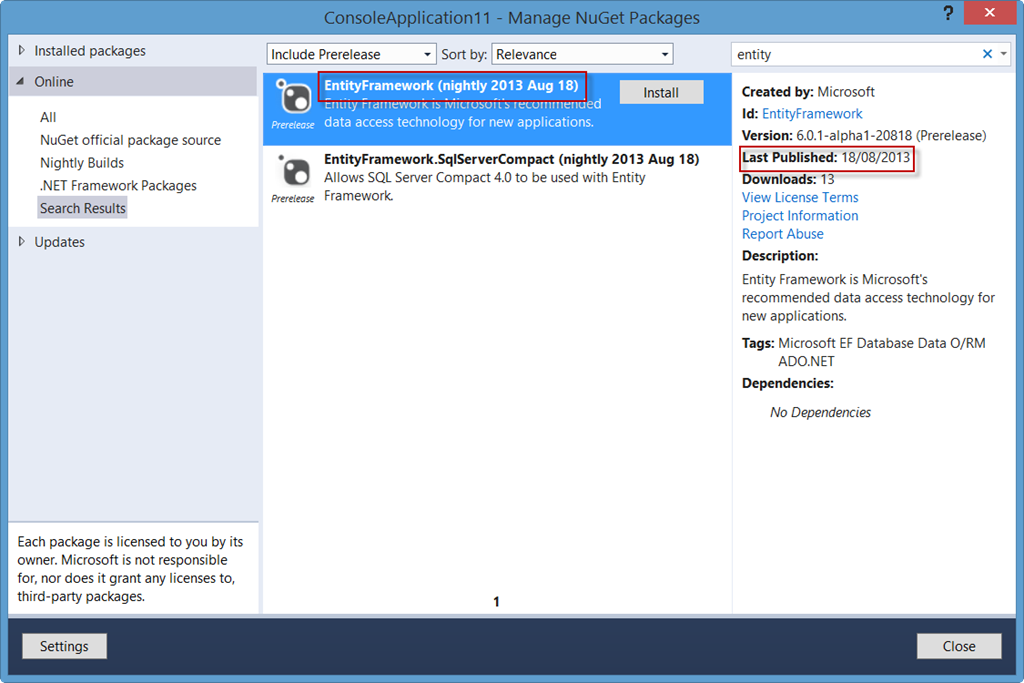 ConsoleApplication11 - Manage NuGet Packages
?
Installed packages
Online
All
NuGet official package source
Nightly Builds
.NET Framework Packages
Search Results
Updates
Each package is licensed to you by its
owner. Microsoft is not responsible
for, nor does it grant any licenses to,
third-party packages.
Include Prerelease
Sort by:
Relevance
EntityFramework (nightly 2013 Aug 18)
Entity Framework is Microsoft's recommended
data access technology for new applications.
Prerelease
Install
EntityFramework.SqlServerCompact (nightly 2013 Aug 18)
Allows SQL Server Compact 4.0 to be used with Entity
Framework.
Prerelease
1
entity
Created by: Microsoft
Id: EntityFramework
Version: 6.0.1-alpha1-20818 (Prerelease)
Last Published: 18/08/2013
Downloads: 13
View License Terms
Project Information
Report Abuse
Description:
Entity Framework is Microsoft's
recommended data access technology for
new applications.
Tags: Microsoft EF Database Data O/RM
ADO.NET
Dependencies:
No Dependencies
Settings
Close